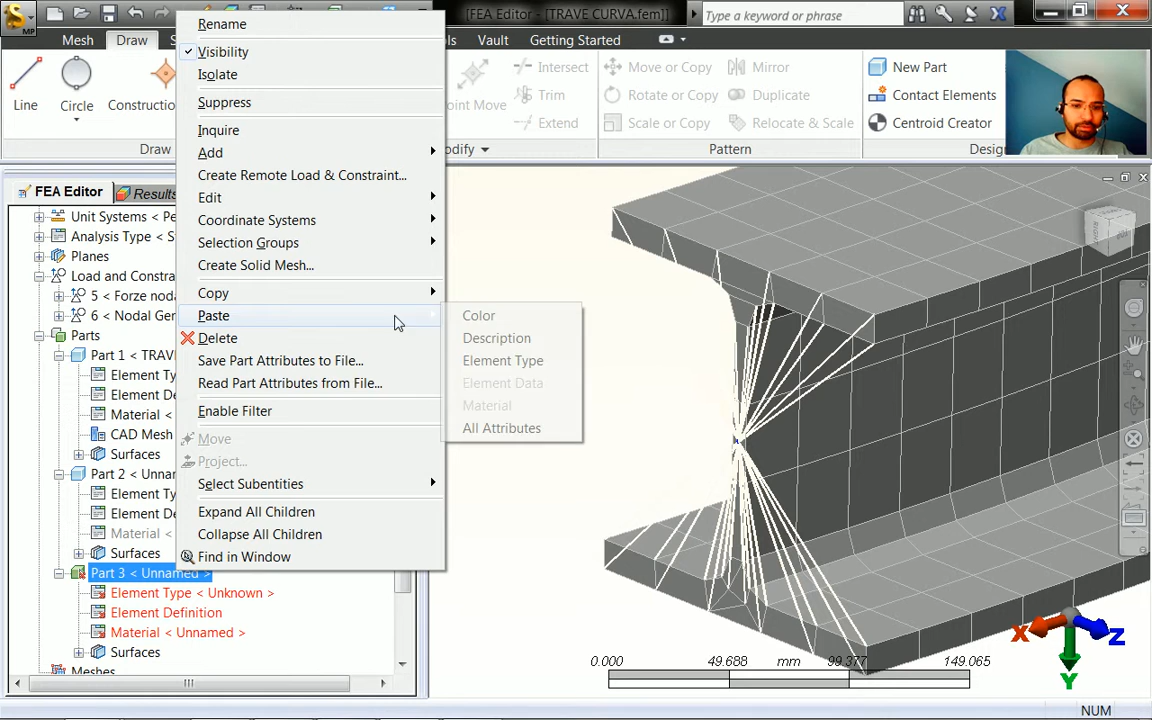 [FEA Editor - [TRAVE CURVA.fem]]
Type a keyword or phrase
MP
Mesh
Draw
Vault
Getting Started
Line
Circle
Draw
Intersect
Trim
Extend
Move or Copy
Rotate or Copy
Scale or Copy
Mirror
Duplicate
Relocate & Scale
Pattern
New Part
Contact Elements
Centroid Creator
FEA Editor
Unit Systems < Pe
Analysis Type < S
Planes
Load and Constra
5 < Forze noda
6 < Nodal Gen
Parts
Part 1 < TRAV
Element Ty
Element De
Material <
CAD Mesh
Surfaces
Part 2 < Unna
Element Ty
Element De
Material <
Surfaces
Part 3 < Unnamed >
Element Type < Unknown >
Element Definition
Material < Unnamed >
Surfaces
Meshes
Rename
Visibility
Isolate
Suppress
Inquire
Add
Create Remote Load & Constraint...
Edit
Coordinate Systems
Selection Groups
Create Solid Mesh...
Copy
Paste
Delete
Save Part Attributes to File...
Read Part Attributes from File...
Enable Filter
Move
Project...
Select Subentities
Expand All Children
Collapse All Children
Find in Window
Color
Description
Element Type
Element Data
Material
All Attributes
RIGHT
X
Z
Y
0.000
49.688
mm
99.377
149.065
NUM